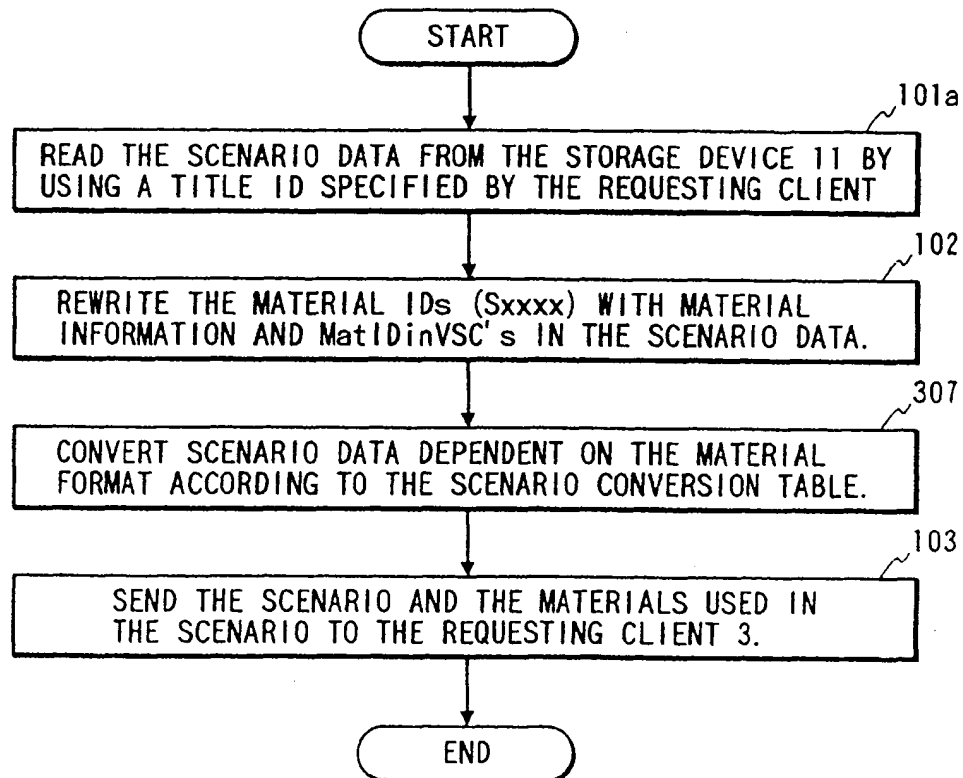 START
101a
READ THE SCENARIO DATA FROM THE STORAGE DEVICE 11 BY
USING A TITLE ID SPECIFIED BY THE REQUESTING CLIENT
102
REWRITE THE MATERIAL IDs (Sxxxx) WITH MATERIAL
INFORMATION AND MatIDinVSC's IN THE SCENARIO DATA.
307
CONVERT SCENARIO DATA DEPENDENT ON THE MATERIAL
FORMAT ACCORDING TO THE SCENARIO CONVERSION TABLE.
103
SEND THE SCENARIO AND THE MATERIALS USED IN
THE SCENARIO TO THE REQUESTING CLIENT 3.
END